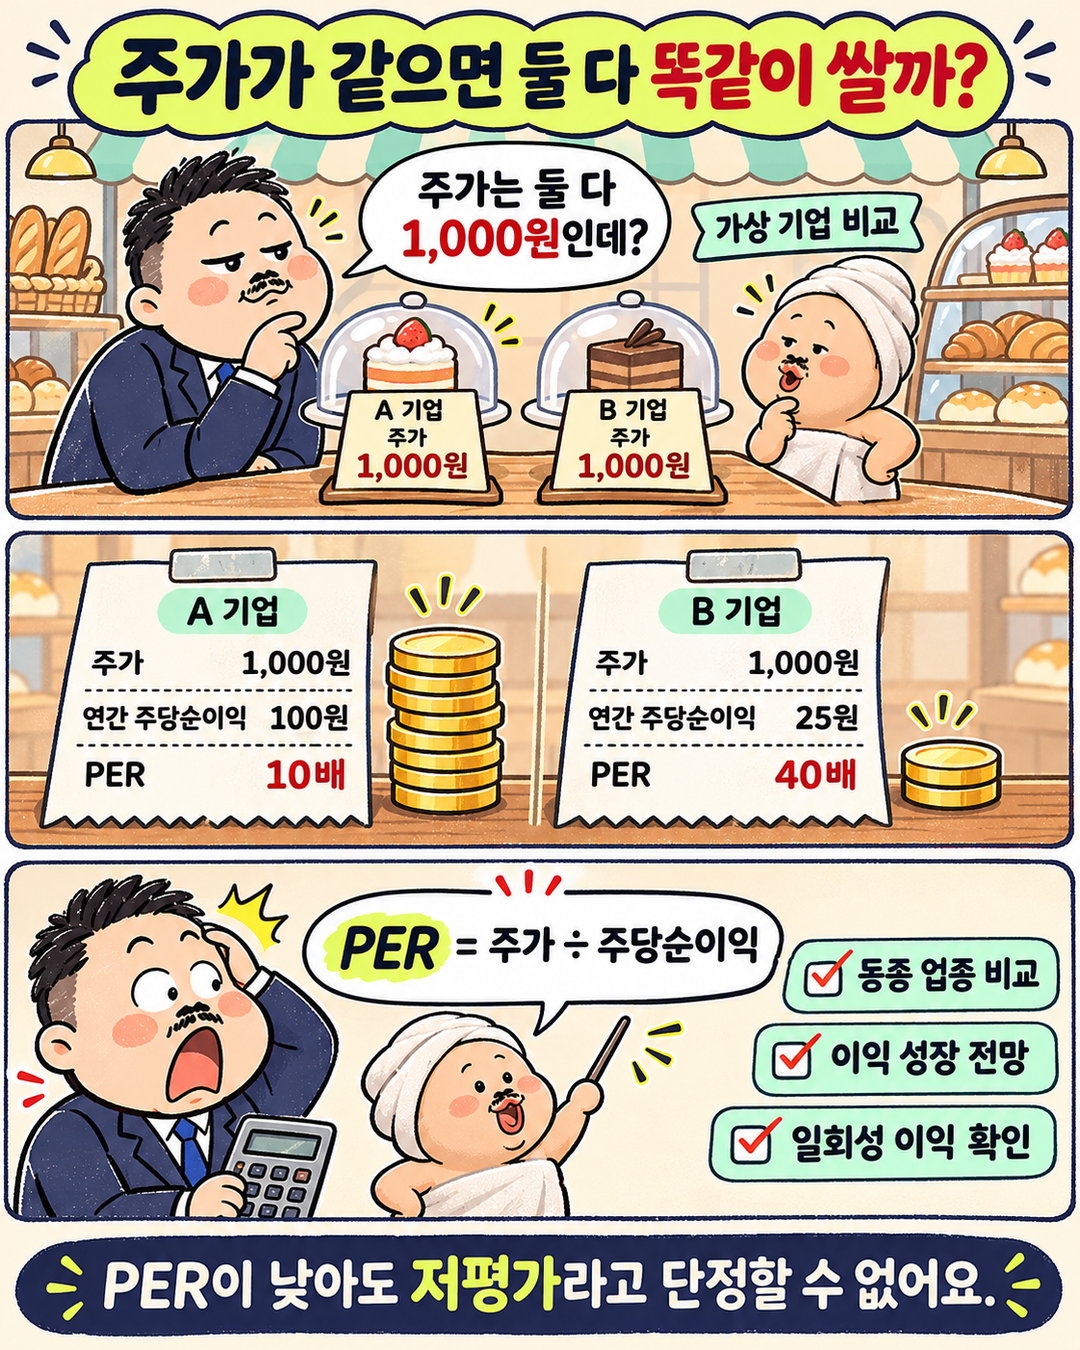 주가가 같으면 둘 다 똑같이 쌀까?
주가는 둘 다
1,000원인데?
가상 기업 비교
A 기업
주가
1,000원
B 기업
주가
1,000원
A 기업
주가 1,000원
연간 주당순이익 100원
PER 10배
B 기업
주가 1,000원
연간 주당순이익 25원
PER 40배
PER = 주가 ÷ 주당순이익
동종 업종 비교
이익 성장 전망
일회성 이익 확인
PER이 낮아도 저평가라고 단정할 수 없어요.